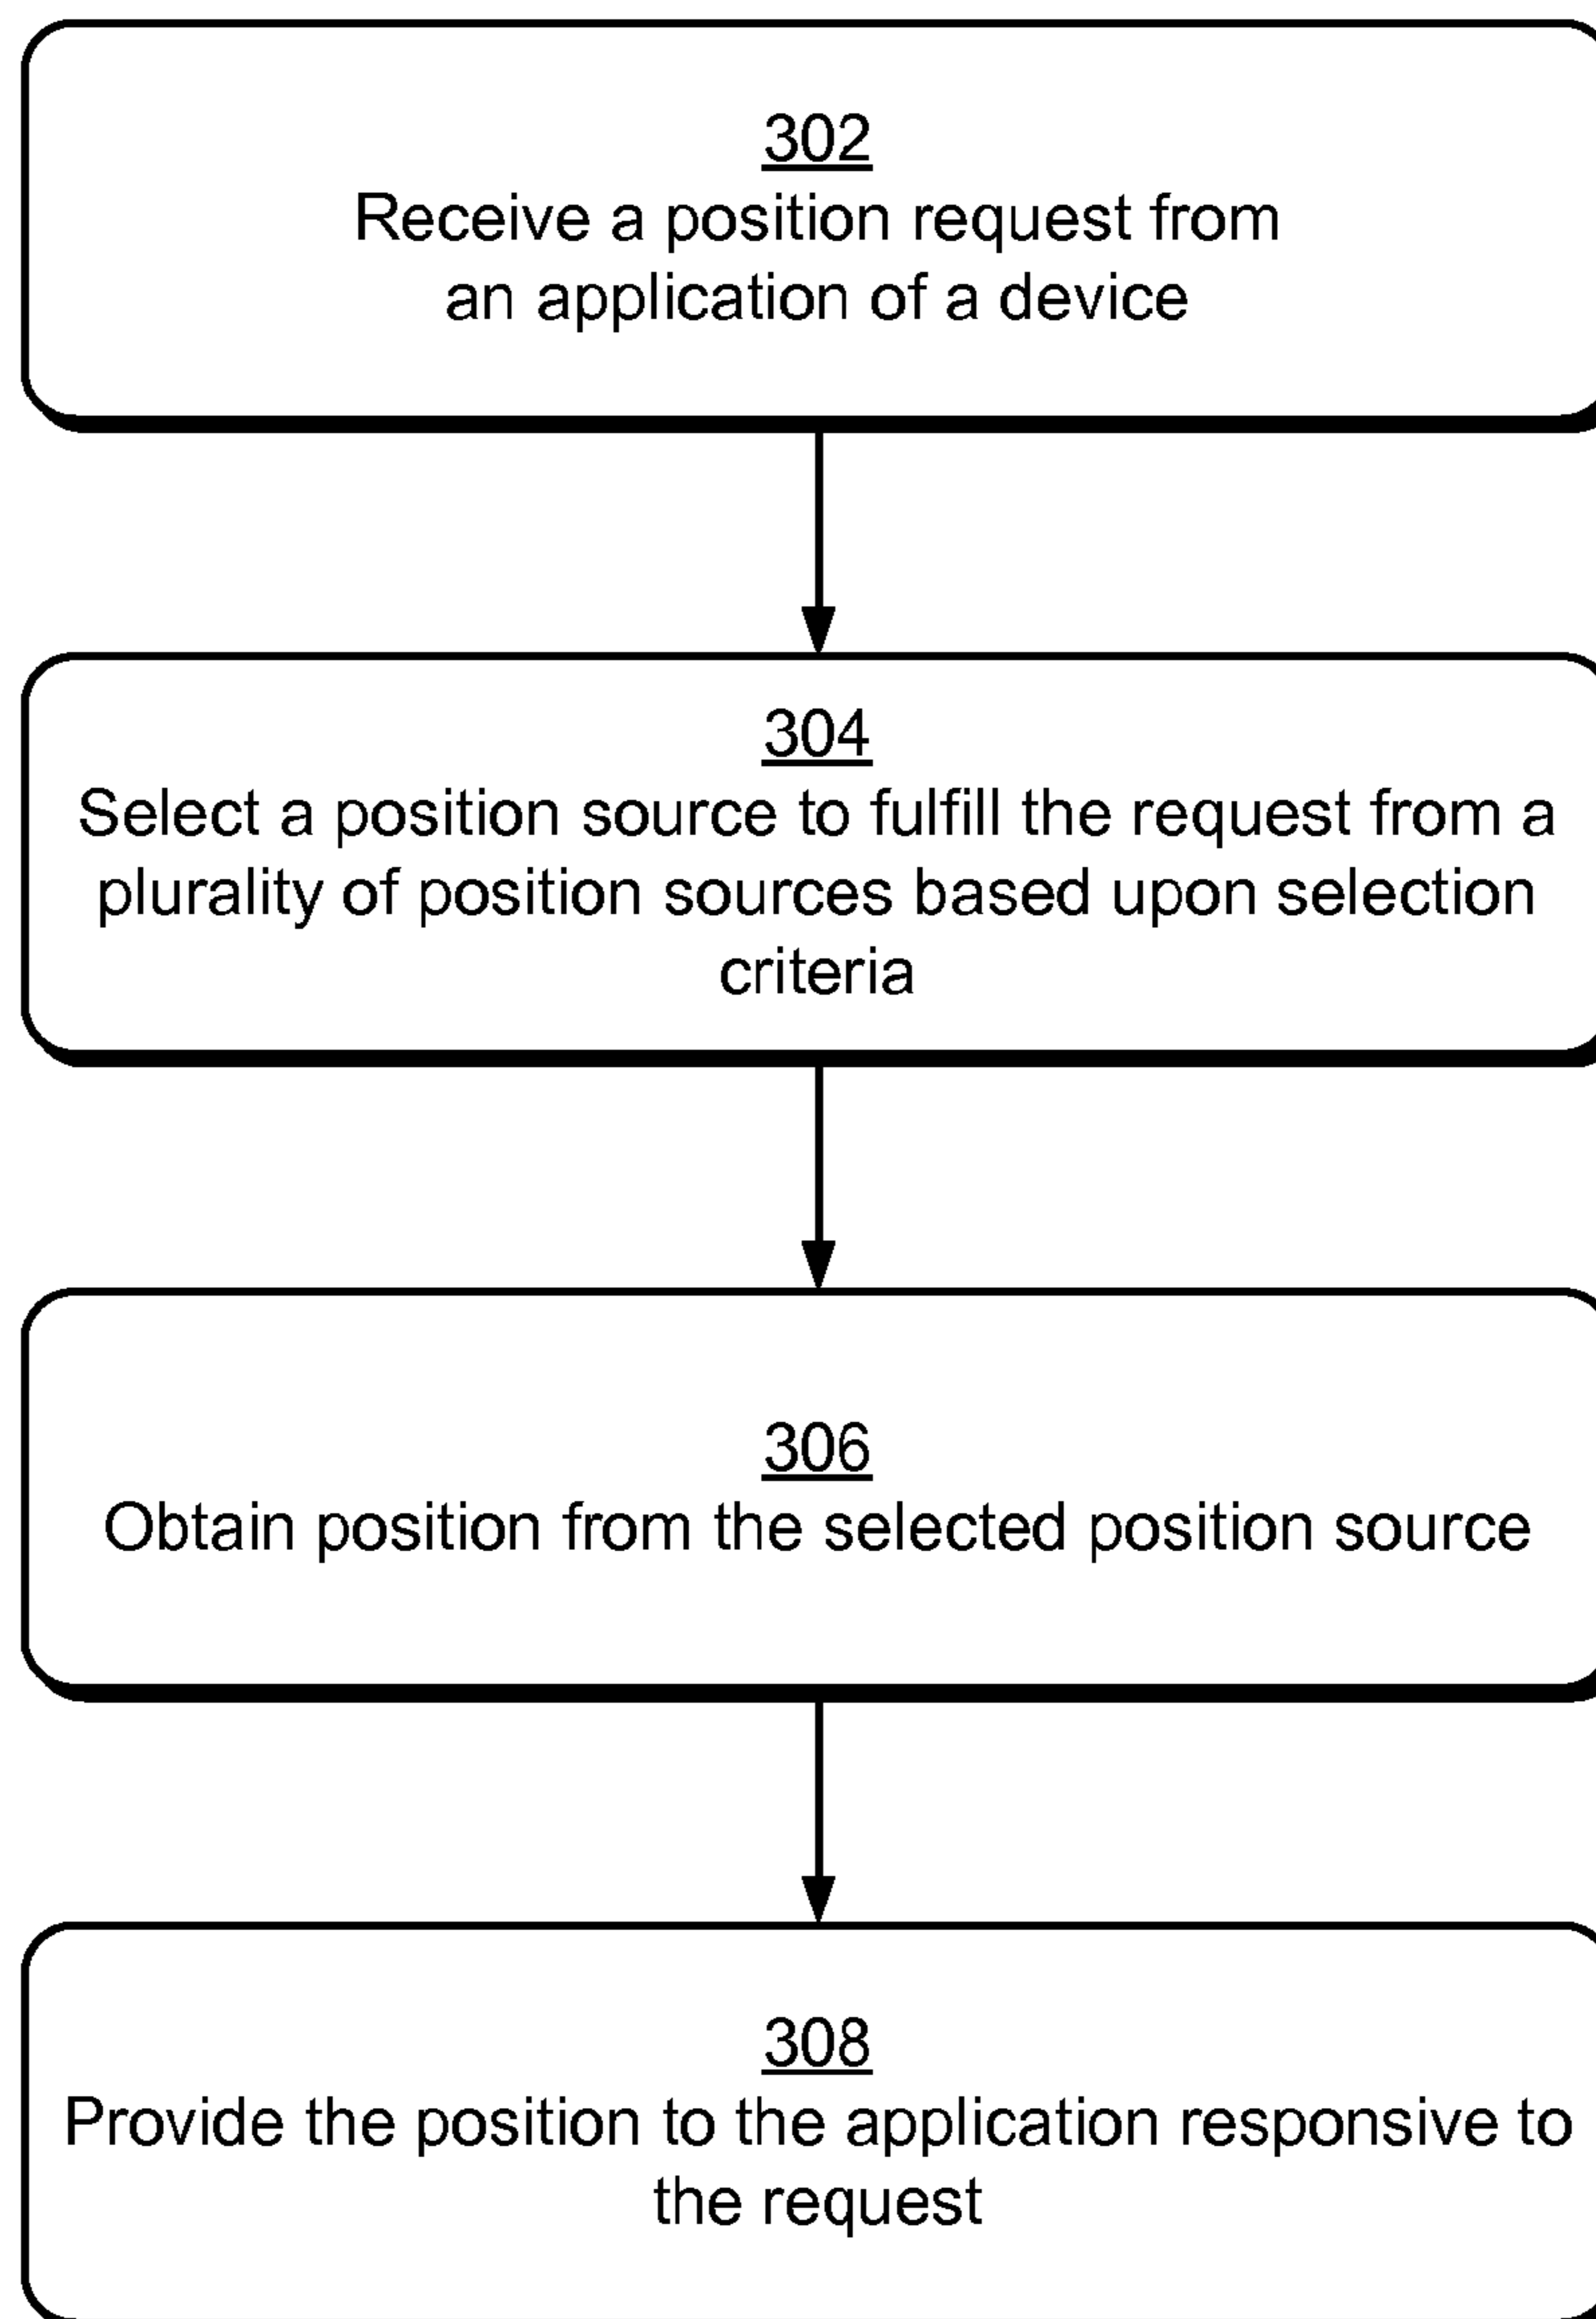 302
Receive a position request from
an application of a device
304
Select a position source to fulfill the request from a
plurality of position sources based upon selection
criteria
306
Obtain position from the selected position source
308
Provide the position to the application responsive to
the request